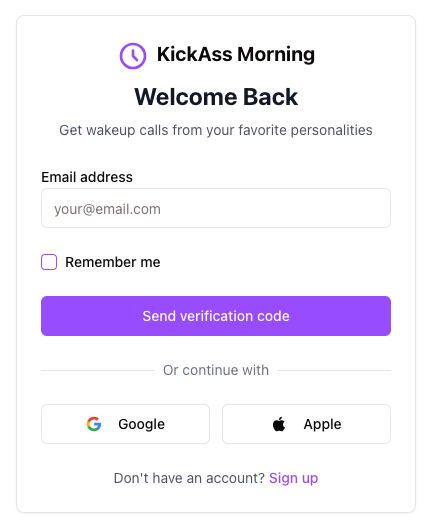 KickAss Morning
Welcome Back
Get wakeup calls from your favorite personalities
Email address
your@email.com
Remember me
Send verification code
Or continue with
Google
Apple
Don't have an account? Sign up